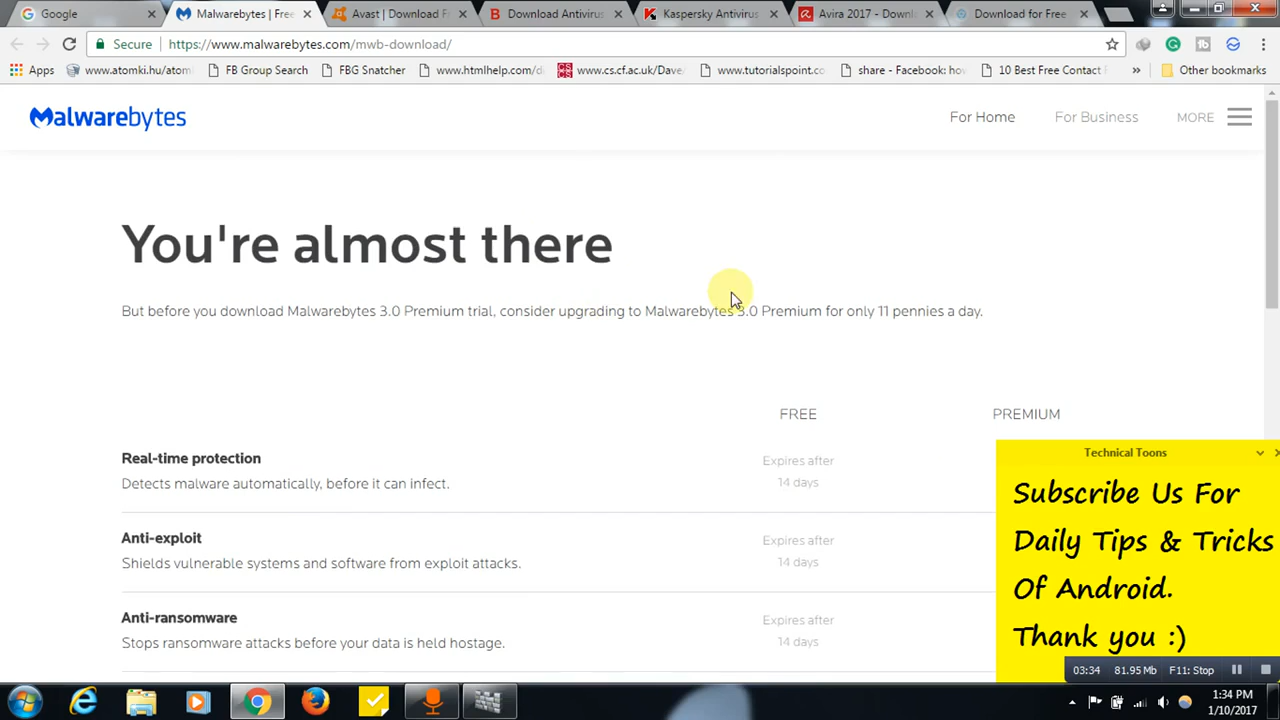 Google
Malwarebytes | Free
Avast | Download F
Download Antivirus
Kaspersky Antivirus
Avira 2017 - Downl
Download for Free
Secure
https://www.malwarebytes.com/mwb-download/
Apps
www.atomki.hu/atom
FB Group Search
FBG Snatcher
www.htmlhelp.com/d
www.cs.cf.ac.uk/Dave
www.tutorialspoint.co
share - Facebook: ho
10 Best Free Contact F
»
Other bookmarks
Malwarebytes
For Home
For Business
MORE
You're almost there
But before you download Malwarebytes 3.0 Premium trial, consider upgrading to Malwarebytes 3.0 Premium for only 11 pennies a day.
FREE
PREMIUM
Real-time protection
Detects malware automatically, before it can infect.
Expires after
14 days
Anti-exploit
Shields vulnerable systems and software from exploit attacks.
Expires after
14 days
Anti-ransomware
Stops ransomware attacks before your data is held hostage.
Expires after
14 days
Technical Toons
Subscribe Us For
Daily Tips & Tricks
Of Android.
Thank you :)
03:34
81.95 Mb
F11: Stop
1:34 PM
1/10/2017